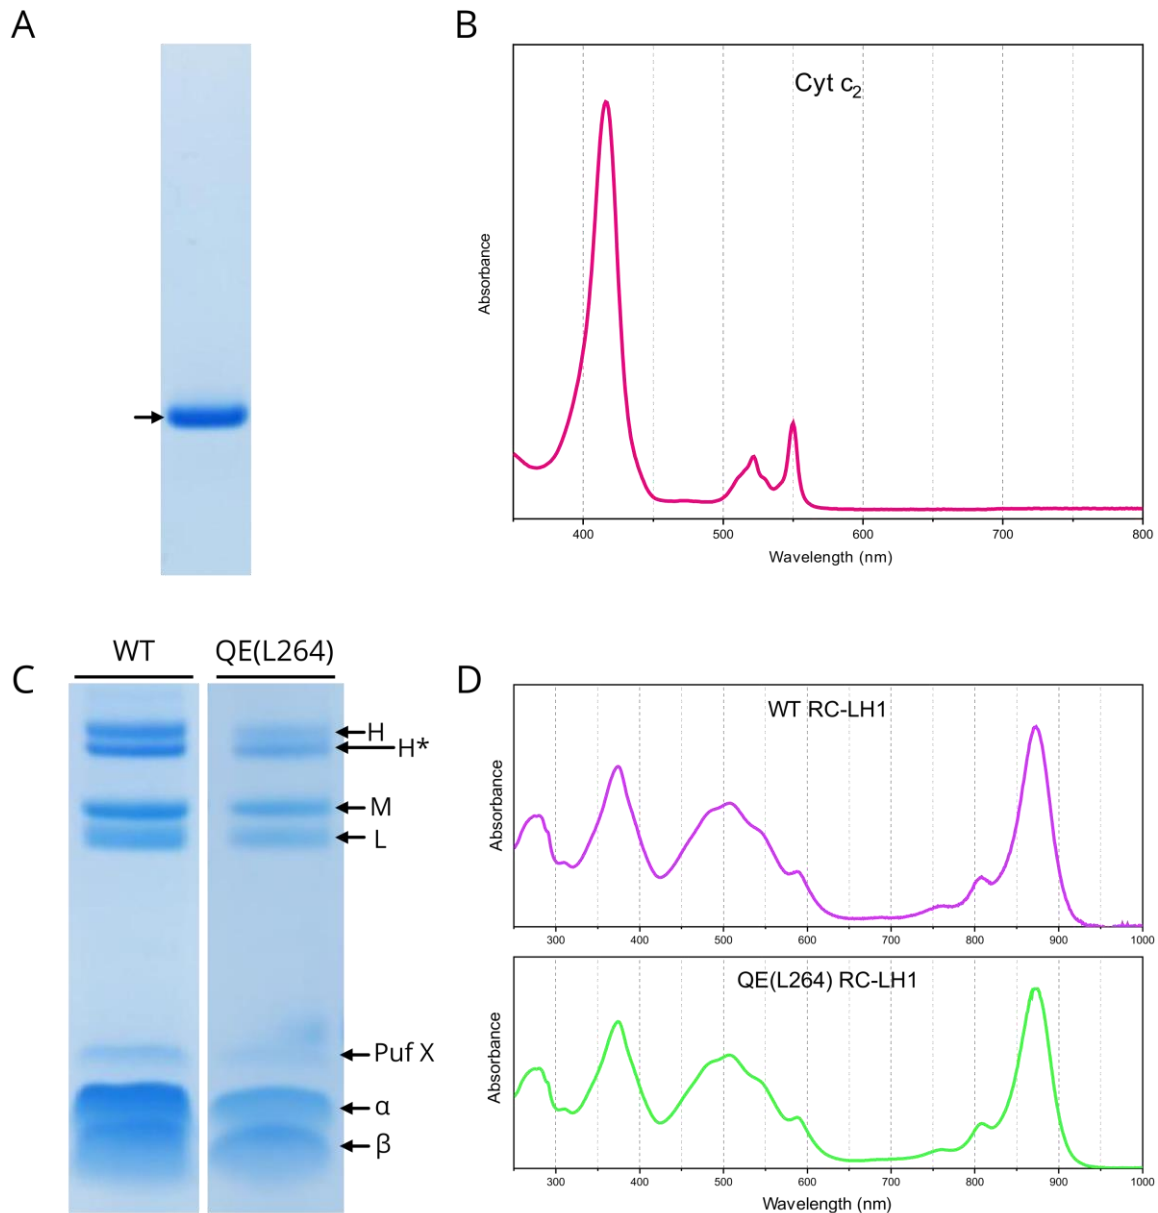 A
B
Cyt c₂
Absorbance
400 500 600 700 800
Wavelength (nm)
C
WT QE(L264)
H
H*
M
L
Puf X
α
β
D
WT RC-LH1
Absorbance
300 400 500 600 700 800 900 1000
QE(L264) RC-LH1
Absorbance
300 400 500 600 700 800 900 1000
Wavelength (nm)